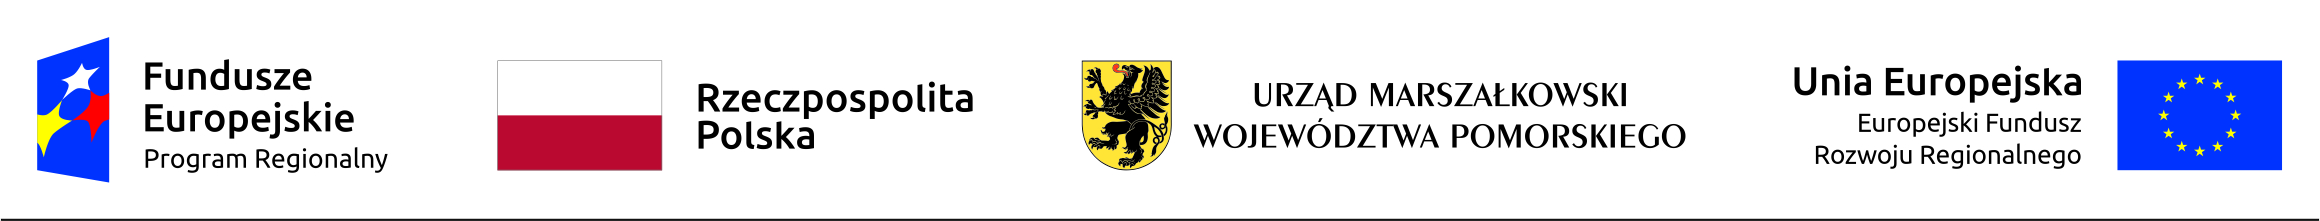 Fundusze
Europejskie
Program Regionalny
Rzeczpospolita
Polska
URZĄD MARSZAŁKOWSKI
WOJEWÓDZTWA POMORSKIEGO
Unia Europejska
Europejski Fundusz
Rozwoju Regionalnego